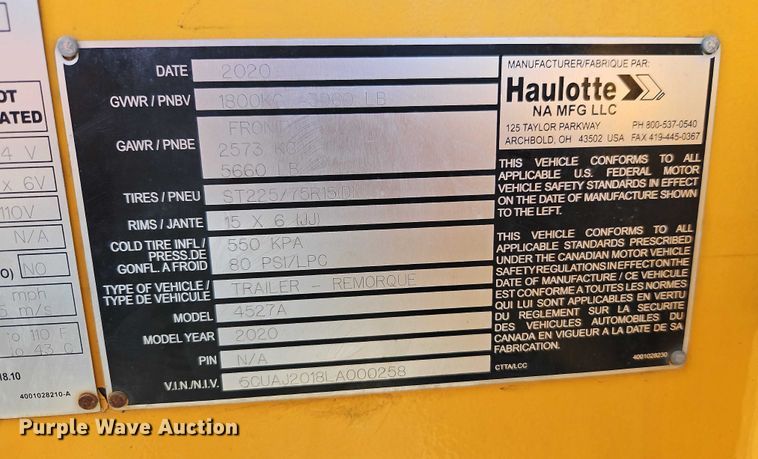 OT
ATED
4 V
x 6V
110V
N/A
O) NO
mph
m/s
to 110 F
to 43 C
18.10
4001028210-A
DATE 2020
GVWR / PNBV 1800KG LB
GAWR / PNBE FRONT
2573 KG
5660 LB
TIRES / PNEU ST225/75R15(D)
RIMS / JANTE 15 X 6 (JJ)
COLD TIRE INFL / 550 KPA
PRESS.DE
GONFL. A FROID 80 PSI/LPC
TYPE OF VEHICLE / TRAILER - REMORQUE
TYPE DE VÉHICULE
MODEL 4527A
MODEL YEAR 2020
PIN N/A
V.I.N./N.I.V. 5CUAJ2018LA000258
MANUFACTURER/FABRIQUE PAR:
Haulotte
NA MFG LLC
125 TAYLOR PARKWAY PH 800-537-0540
ARCHBOLD, OH 43502 USA FAX 419-445-0367
THIS VEHICLE CONFORMS TO ALL
APPLICABLE U.S. FEDERAL MOTOR
VEHICLE SAFETY STANDARDS IN EFFECT
ON THE DATE OF MANUFACTURE SHOWN
TO THE LEFT.
THIS VEHICLE CONFORMS TO ALL
APPLICABLE STANDARDS PRESCRIBED
UNDER THE CANADIAN MOTOR VEHICLE
SAFETY REGULATIONS IN EFFECT ON THE
DATE OF MANUFACTURE / CE VEHICULE
EST CONFORME A TOUTES LES NORMES
QUI LUI SONT APPLICABLES EN VERTU
DU REGLEMENT SUR LA SECURITE
DES VEHICULES AUTOMOBILES DU
CANADA EN VIGUEUR A LA DATE DE SA
FABRICATION.
CTTA/LCC 4001028230
Purple Wave Auction